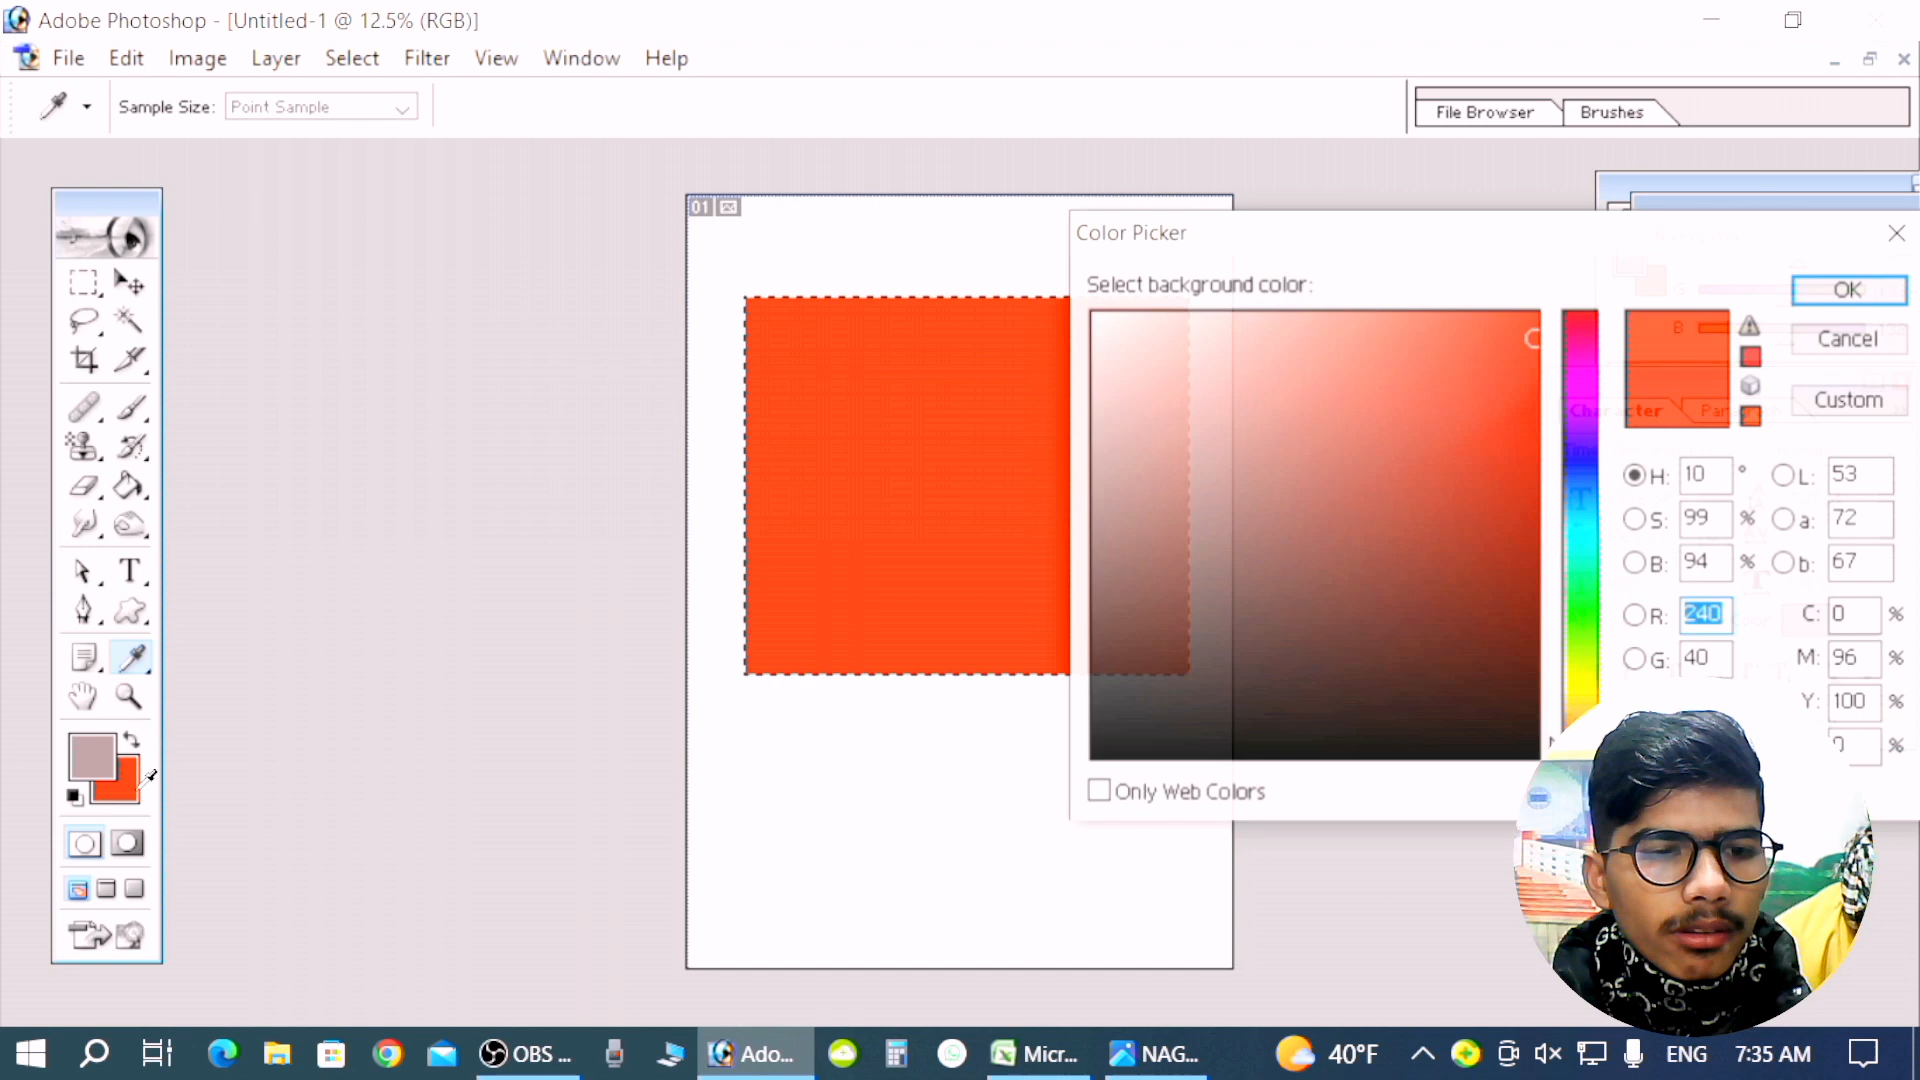 Adobe Photoshop - [Untitled-1 @ 12.5% (RGB)]
File Edit Image Layer Select Filter View Window Help
Sample Size: Point Sample
File Browser Brushes
01
Color Picker
Select background color:
OK
Cancel
Custom
Character
B
H: 10 ° L: 53
S: 99 % a: 72
B: 94 % b: 67
R: 240 C: 0 %
G: 40 M: 96 %
Y: 100 %
%
Only Web Colors
T
OBS ...
Ado...
Micr...
NAG...
40°F
ENG
7:35 AM